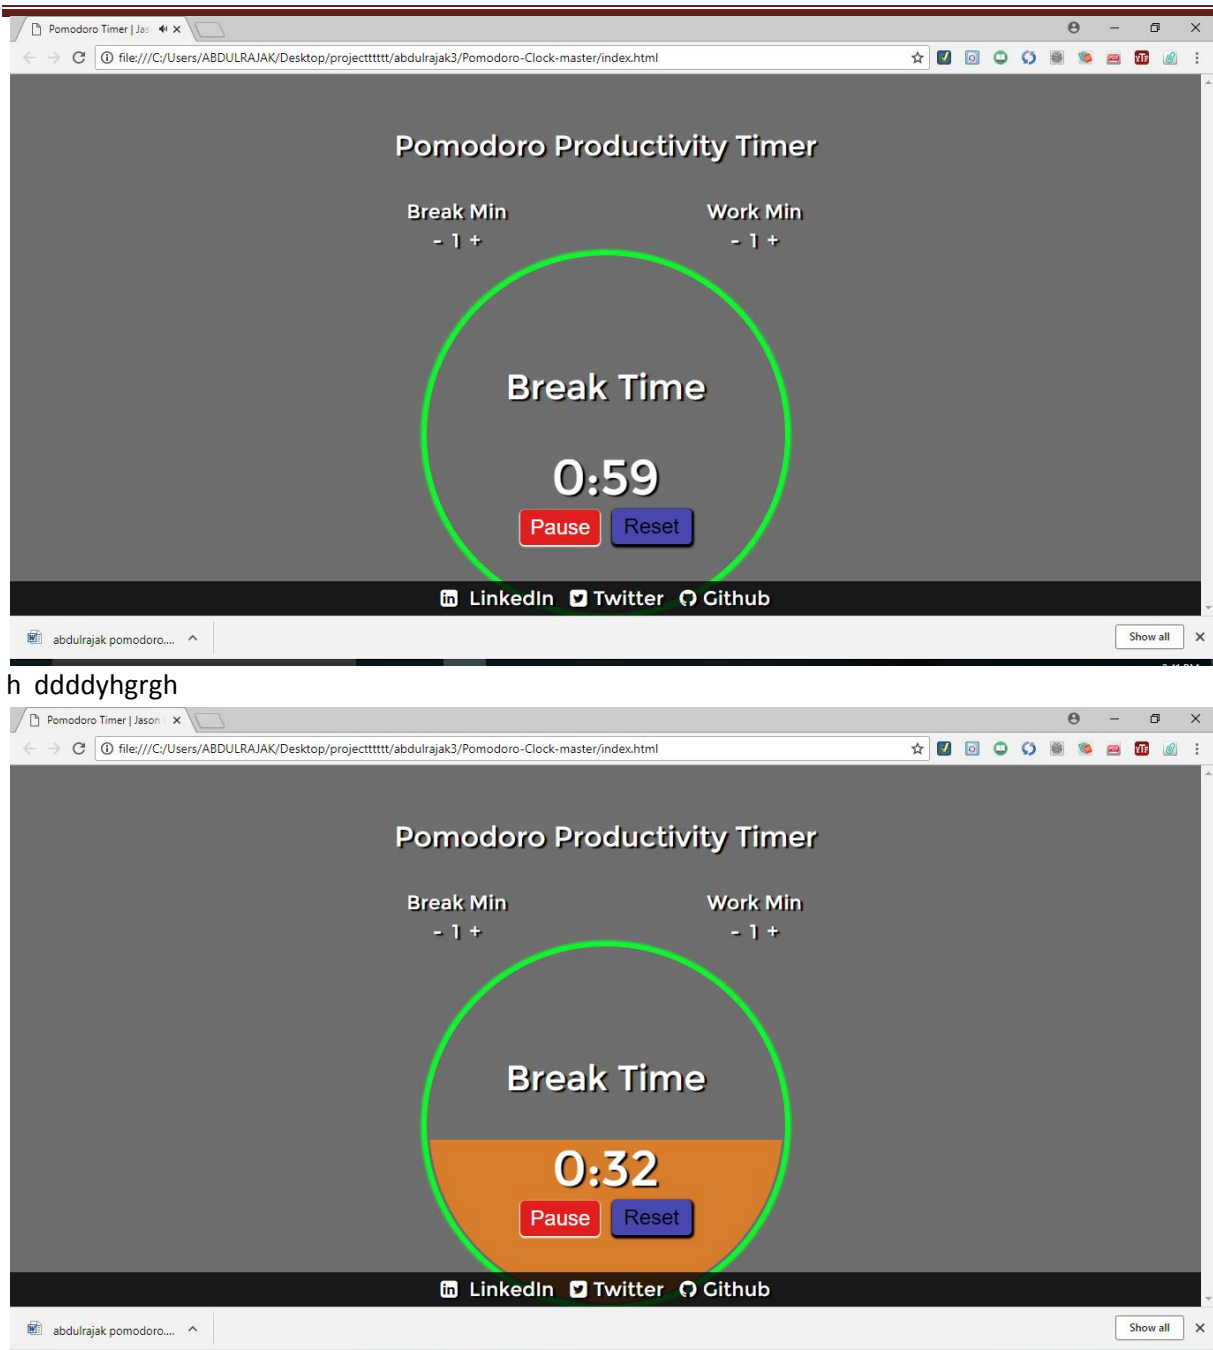 Pomodoro Timer | Jas
file:///C:/Users/ABDULRAJAK/Desktop/projectttttt/abdulrajak3/Pomodoro-Clock-master/index.html
Pomodoro Productivity Timer
Break Min Work Min
- 1 + - 1 +
Break Time
0:59
Pause Reset
LinkedIn Twitter Github
abdulrajak pomodoro.... Show all
h ddddyhgrgh
Pomodoro Timer | Jason
file:///C:/Users/ABDULRAJAK/Desktop/projectttttt/abdulrajak3/Pomodoro-Clock-master/index.html
Pomodoro Productivity Timer
Break Min Work Min
- 1 + - 1 +
Break Time
0:32
Pause Reset
LinkedIn Twitter Github
abdulrajak pomodoro.... Show all